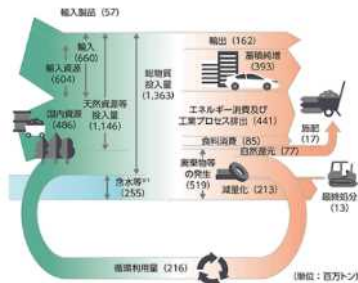 輸入製品 (57)
輸入
(660)
輸入資源
(604)
国内資源
(486)
天然資源等
投入量
(1,146)
総物質
投入量
(1,363)
含水等※1
(255)
輸出 (162)
蓄積純増
(393)
エネルギー消費及び
工業プロセス排出 (441)
食料消費 (85)
自然還元 (77)
廃棄物等
の発生
(519)
減量化 (213)
施肥
(17)
最終処分
(13)
循環利用量 (216)
(単位:百万トン)